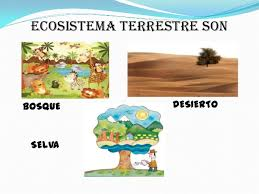 ECOSISTEMA TERRESTRE SON
BOSQUE
DESIERTO
SELVA